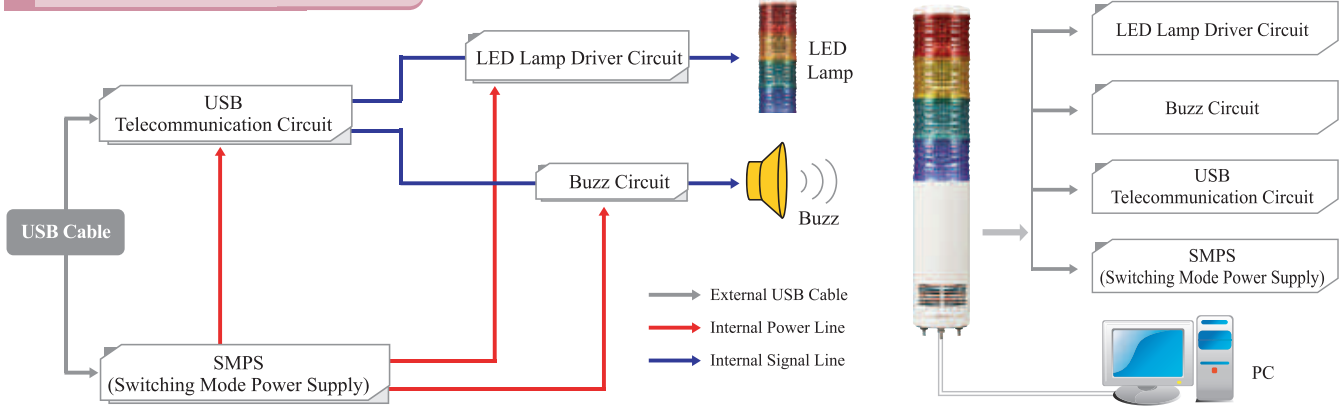 USB Cable
USB
Telecommunication Circuit
SMPS
(Switching Mode Power Supply)
LED Lamp Driver Circuit
LED
Lamp
Buzz Circuit
Buzz
External USB Cable
Internal Power Line
Internal Signal Line
LED Lamp Driver Circuit
Buzz Circuit
USB
Telecommunication Circuit
SMPS
(Switching Mode Power Supply)
PC